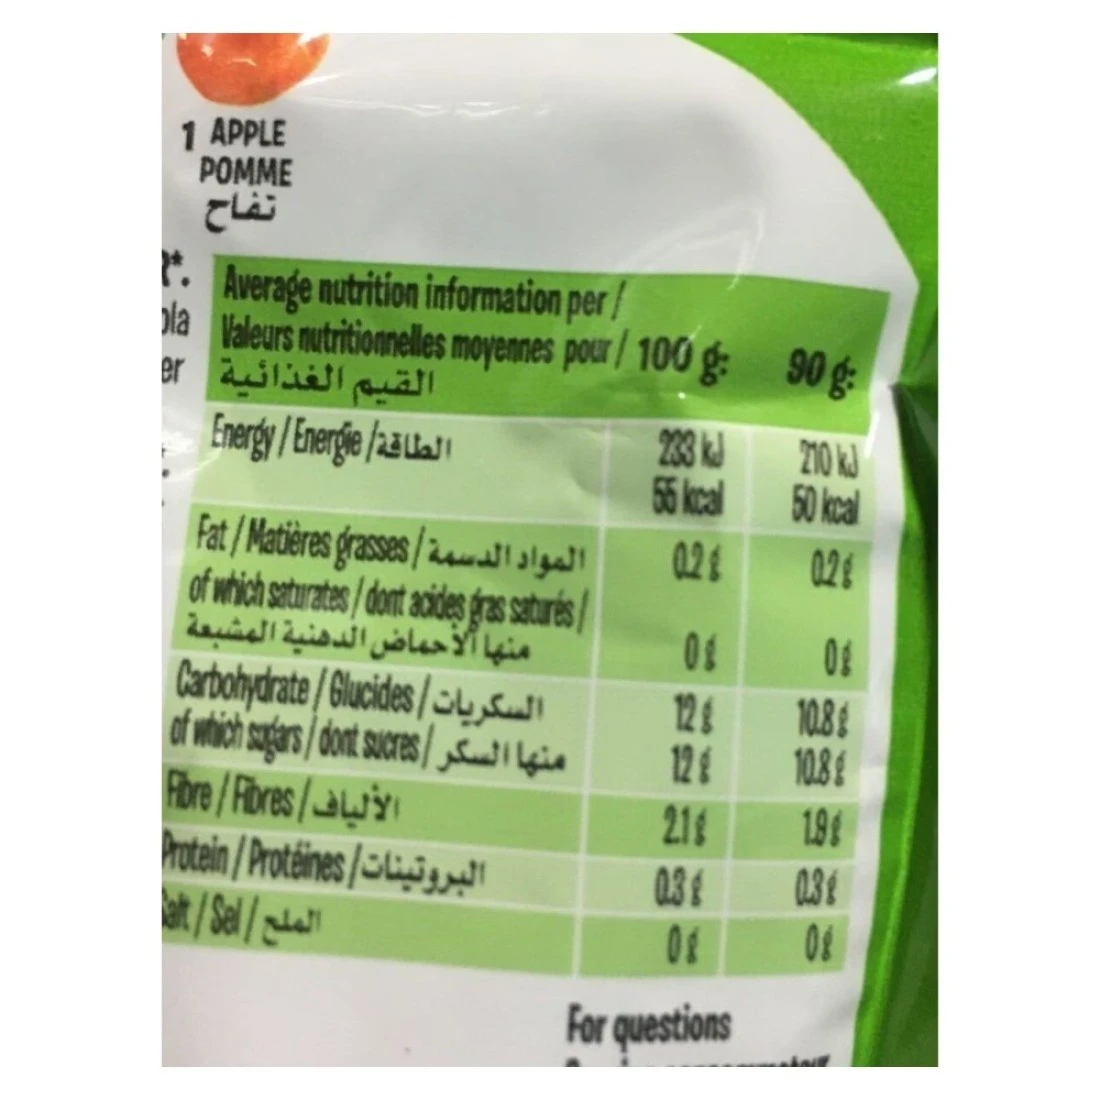 1 APPLE
POMME
تفاح
ola
er
Average nutrition information per /
Valeurs nutritionnelles moyennes pour / 100 g: 90 g:
القيم الغذائية
Energy / Energie / الطاقة 233 kJ 210 kJ
55 kcal 50 kcal
Fat / Matières grasses / المواد الدسمة 0.2 g 0.2 g
of which saturates / dont acides gras saturés /
منها الأحماض الدهنية المشبعة 0 g 0 g
Carbohydrate / Glucides / السكريات 12 g 10.8 g
of which sugars / dont sucres / منها السكر 12 g 10.8 g
Fibre / Fibres / الألياف 2.1 g 1.9 g
Protein / Protéines / البروتينات 0.3 g 0.3 g
Salt / Sel / الملح 0 g 0 g
For questions